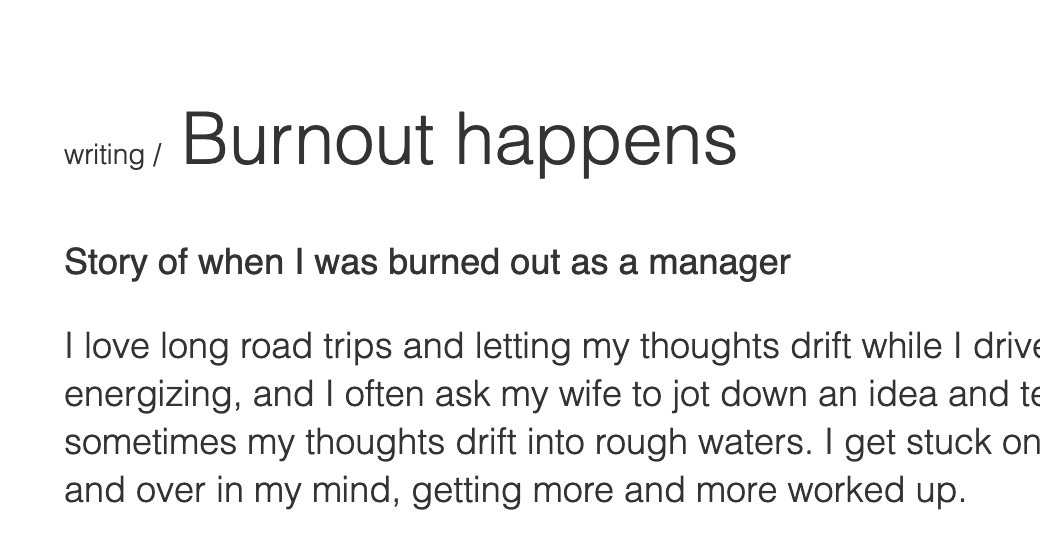 writing / Burnout happens
Story of when I was burned out as a manager
I love long road trips and letting my thoughts drift while I drive
energizing, and I often ask my wife to jot down an idea and
sometimes my thoughts drift into rough waters. I get stuck on
and over in my mind, getting more and more worked up.